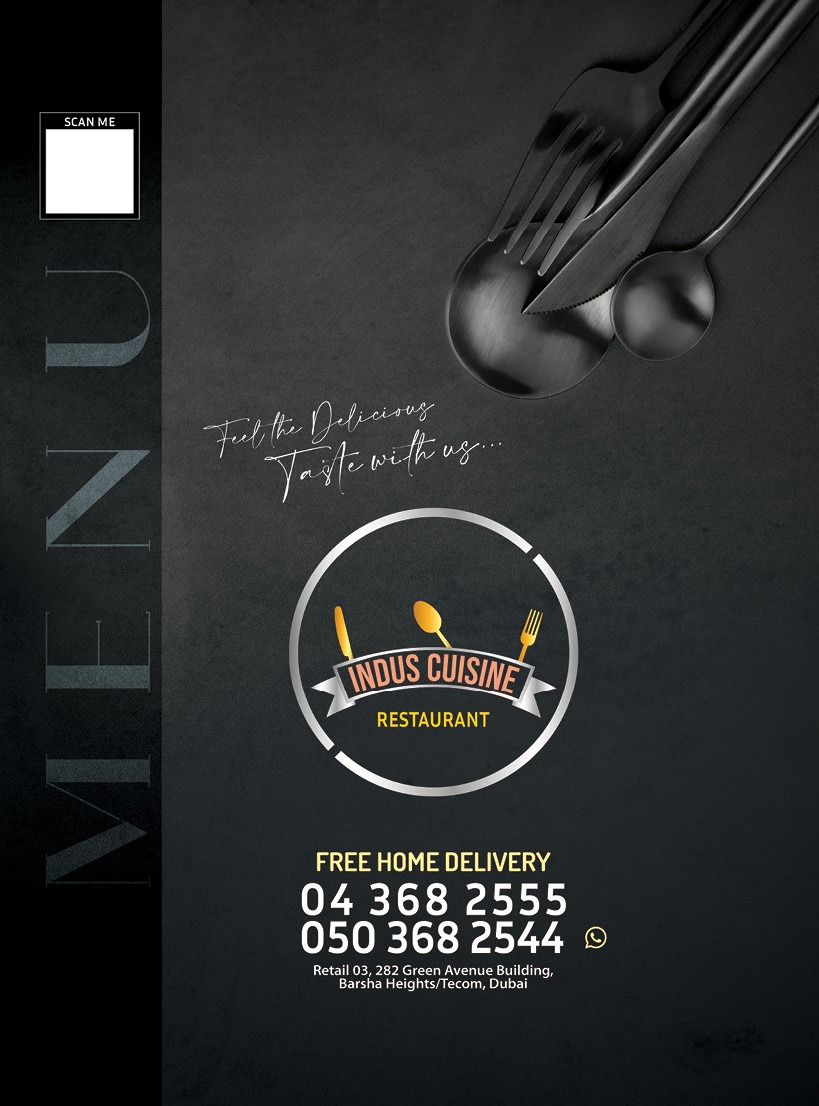 SCAN ME
MENU
Feel the Delicious
Taste with us...
INDUS CUISINE
RESTAURANT
FREE HOME DELIVERY
04 368 2555
050 368 2544
Retail 03, 282 Green Avenue Building,
Barsha Heights/Tecom, Dubai